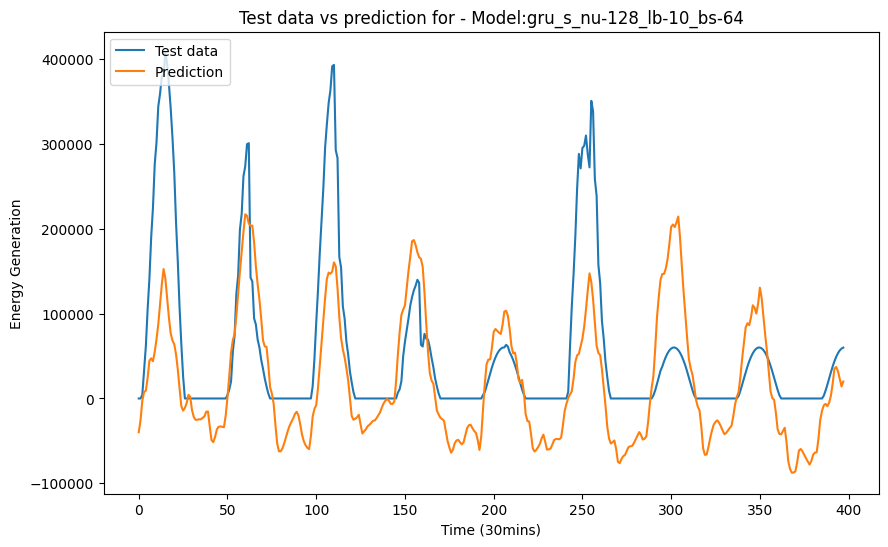 Test data vs prediction for - Model:gru_s_nu-128_lb-10_bs-64
Test data
Prediction
400000
300000
200000
100000
0
−100000
Energy Generation
0 50 100 150 200 250 300 350 400
Time (30mins)